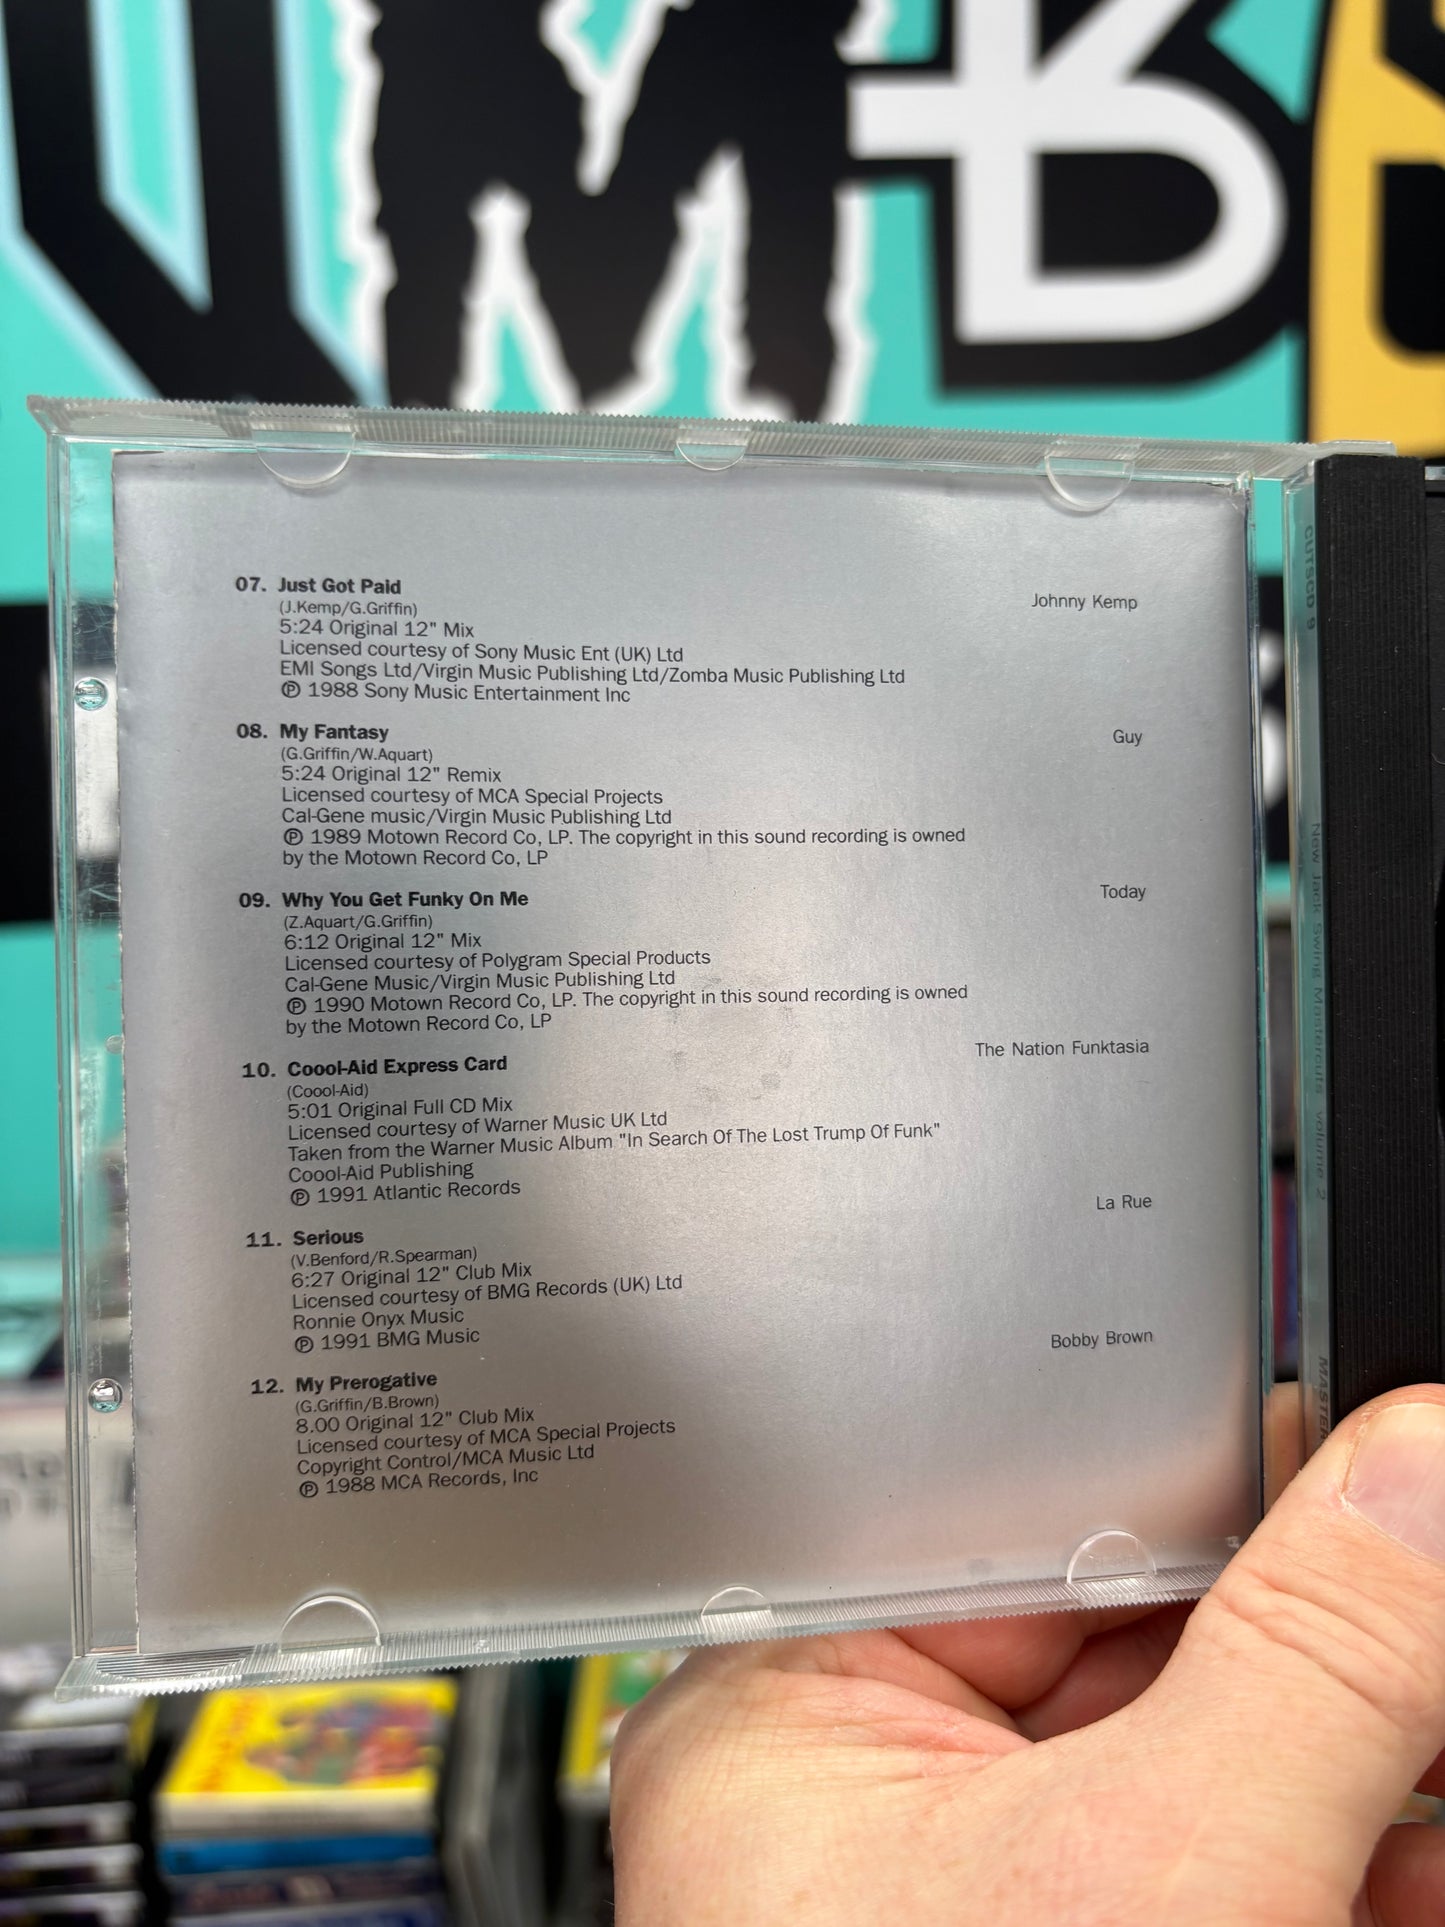 MB
07. Just Got Paid
Johnny Kemp
(J.Kemp/G.Griffin)
5:24 Original 12" Mix
Licensed courtesy of Sony Music Ent (UK) Ltd
EMI Songs Ltd/Virgin Music Publishing Ltd/Zomba Music Publishing Ltd
℗ 1988 Sony Music Entertainment Inc
08. My Fantasy
Guy
(G.Griffin/W.Aquart)
5:24 Original 12" Remix
Licensed courtesy of MCA Special Projects
Cal-Gene music/Virgin Music Publishing Ltd
℗ 1989 Motown Record Co, LP. The copyright in this sound recording is owned
by the Motown Record Co, LP
09. Why You Get Funky On Me
Today
(Z.Aquart/G.Griffin)
6:12 Original 12" Mix
Licensed courtesy of Polygram Special Products
Cal-Gene Music/Virgin Music Publishing Ltd
℗ 1990 Motown Record Co, LP. The copyright in this sound recording is owned
by the Motown Record Co, LP
10. Coool-Aid Express Card
The Nation Funktasia
(Coool-Aid)
5:01 Original Full CD Mix
Licensed courtesy of Warner Music UK Ltd
Taken from the Warner Music Album "In Search Of The Lost Trump Of Funk"
Coool-Aid Publishing
℗ 1991 Atlantic Records
11. Serious
La Rue
(V.Benford/R.Spearman)
6:27 Original 12" Club Mix
Licensed courtesy of BMG Records (UK) Ltd
Ronnie Onyx Music
℗ 1991 BMG Music
12. My Prerogative
Bobby Brown
(G.Griffin/B.Brown)
8.00 Original 12" Club Mix
Licensed courtesy of MCA Special Projects
Copyright Control/MCA Music Ltd
℗ 1988 MCA Records, Inc
CUTSCD 9
New Jack Swing Mastercuts volume 2
MASTER